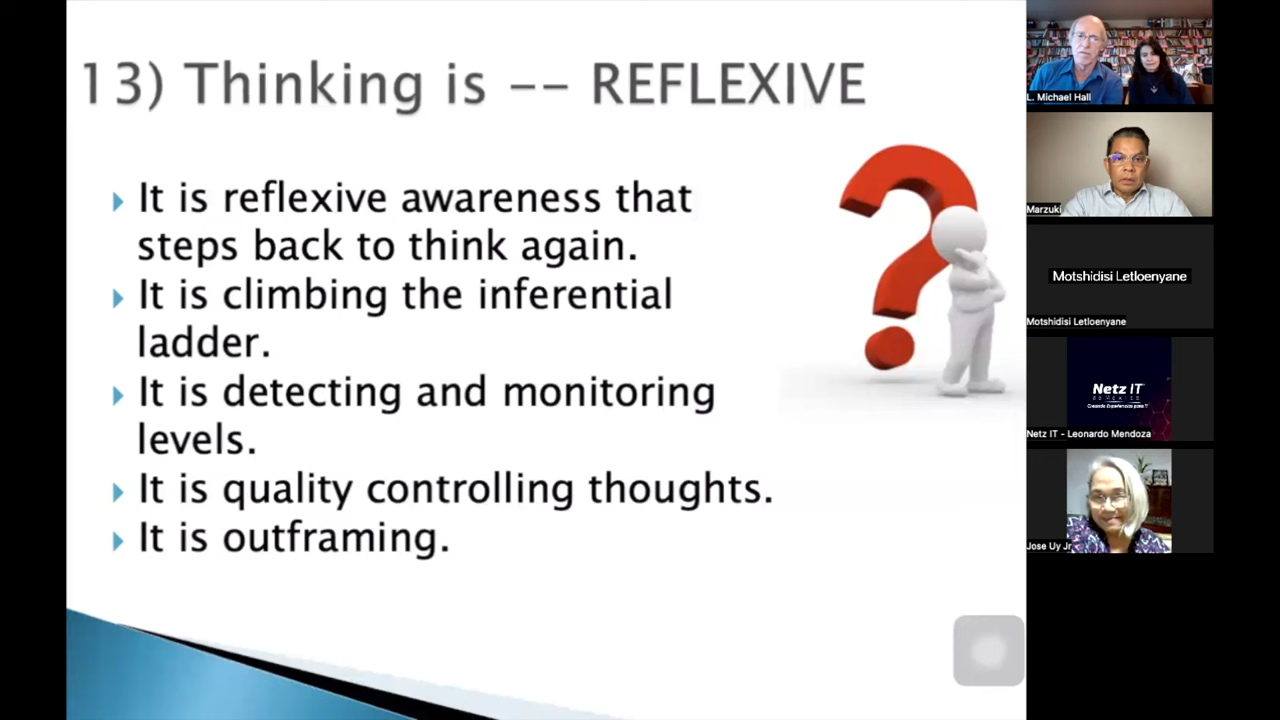 13) Thinking is -- REFLEXIVE
It is reflexive awareness that
steps back to think again.
It is climbing the inferential
ladder.
It is detecting and monitoring
levels.
It is quality controlling thoughts.
It is outframing.
L. Michael Hall
Marzuki
Motshidisi Letloenyane
Motshidisi Letloenyane
Netz IT
Netz IT - Leonardo Mendoza
Jose Uy Jr